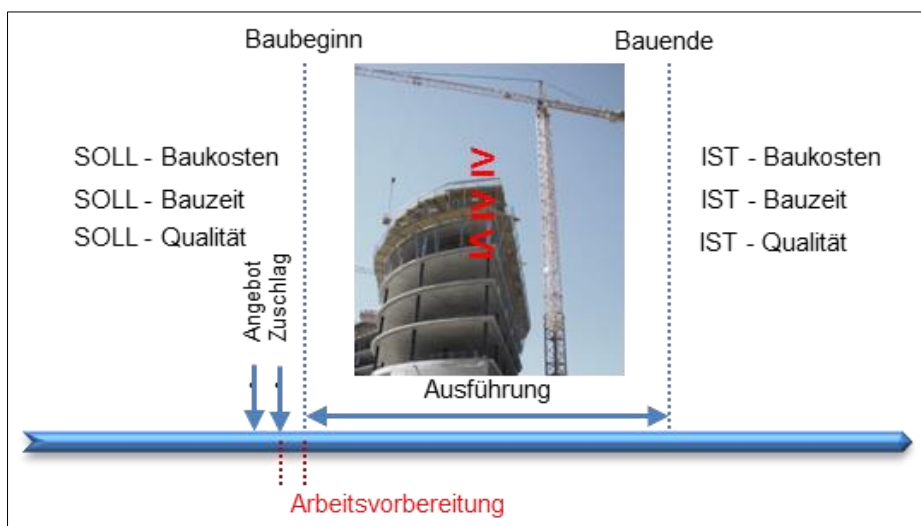 Baubeginn
Bauende
SOLL - Baukosten ≥ IST - Baukosten
SOLL - Bauzeit ≥ IST - Bauzeit
SOLL - Qualität ≤ IST - Qualität
Angebot
Zuschlag
Ausführung
Arbeitsvorbereitung